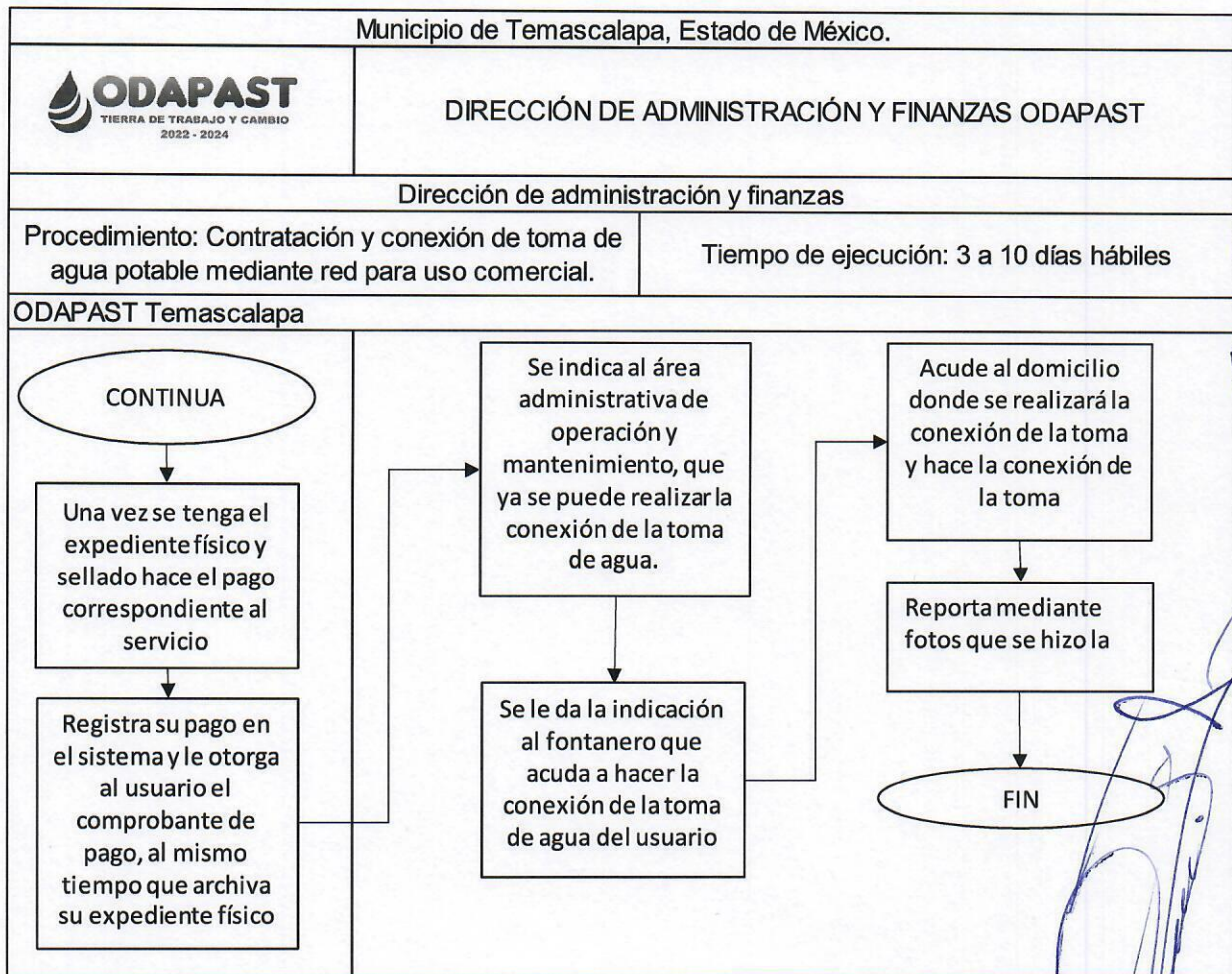 Municipio de Temascalapa, Estado de México.
ODAPAST
TIERRA DE TRABAJO Y CAMBIO
2022 - 2024
DIRECCIÓN DE ADMINISTRACIÓN Y FINANZAS ODAPAST
Dirección de administración y finanzas
Procedimiento: Contratación y conexión de toma de
agua potable mediante red para uso comercial.
Tiempo de ejecución: 3 a 10 días hábiles
ODAPAST Temascalapa
CONTINUA
Una vez se tenga el
expediente físico y
sellado hace el pago
correspondiente al
servicio
Registra su pago en
el sistema y le otorga
al usuario el
comprobante de
pago, al mismo
tiempo que archiva
su expediente físico
Se indica al área
administrativa de
operación y
mantenimiento, que
ya se puede realizar la
conexión de la toma
de agua.
Se le da la indicación
al fontanero que
acuda a hacer la
conexión de la toma
de agua del usuario
Acude al domicilio
donde se realizará la
conexión de la toma
y hace la conexión de
la toma
Reporta mediante
fotos que se hizo la
FIN